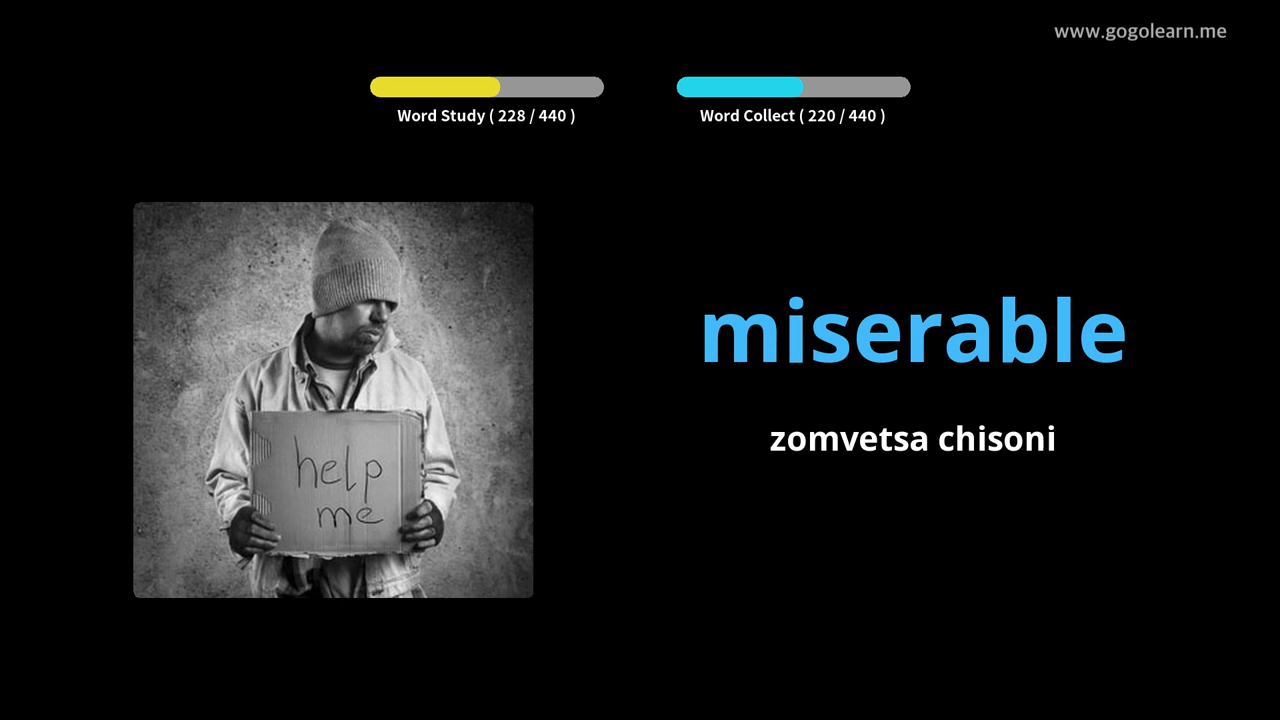 www.gogolearn.me
Word Study ( 228 / 440 )
Word Collect ( 220 / 440 )
miserable
zomvetsa chisoni
help
me